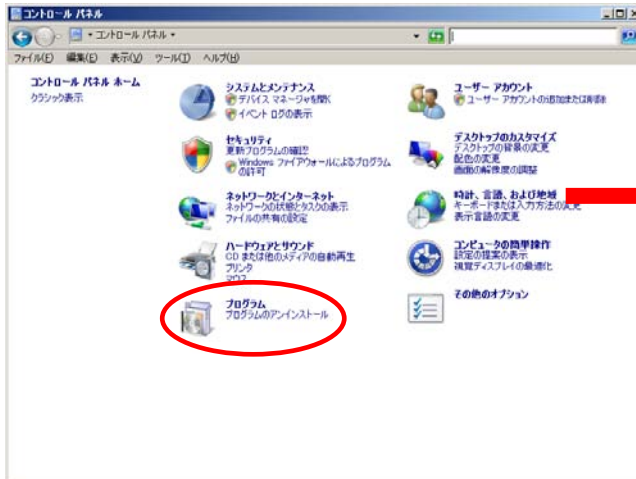 コントロール パネル
コントロール パネル
ファイル(F) 編集(E) 表示(V) ツール(T) ヘルプ(H)
コントロール パネル ホーム
クラシック表示
システムとメンテナンス
デバイス マネージャを開く
イベント ログの表示
セキュリティ
更新プログラムの確認
Windows ファイアウォールによるプログラム
の許可
ネットワークとインターネット
ネットワークの状態とタスクの表示
ファイルの共有の設定
ハードウェアとサウンド
CD または他のメディアの自動再生
プリンタ
マウス
プログラム
プログラムのアンインストール
ユーザー アカウント
ユーザー アカウントの追加または削除
デスクトップのカスタマイズ
デスクトップの背景の変更
配色の変更
画面の解像度の調整
時計、言語、および地域
キーボードまたは入力方法の変更
表示言語の変更
コンピュータの簡単操作
設定の提案の表示
視覚ディスプレイの最適化
その他のオプション